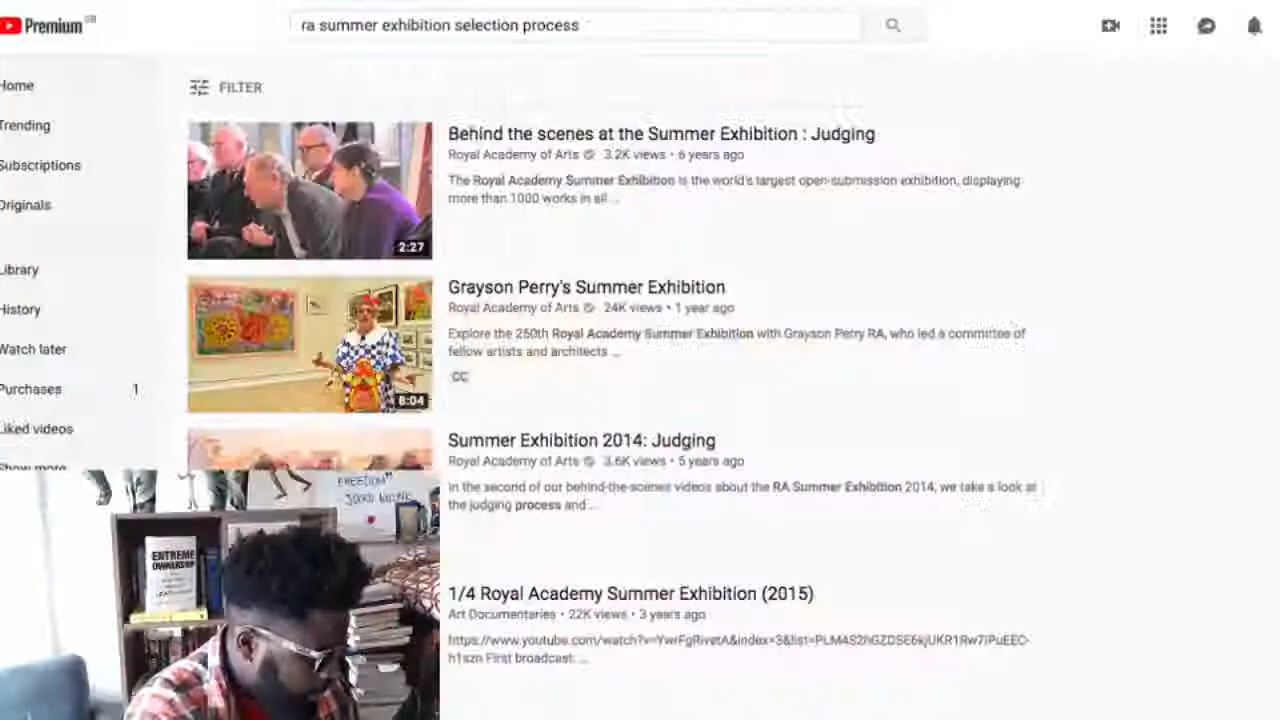 Premium GB
ra summer exhibition selection process
Home
Trending
Subscriptions
Originals
Library
History
Watch later
Purchases 1
Liked videos
Show more
FILTER
Behind the scenes at the Summer Exhibition : Judging
Royal Academy of Arts 3.2K views • 6 years ago
The Royal Academy Summer Exhibition is the world's largest open-submission exhibition, displaying
more than 1000 works in all ...
2:27
Grayson Perry's Summer Exhibition
Royal Academy of Arts 24K views • 1 year ago
Explore the 250th Royal Academy Summer Exhibition with Grayson Perry RA, who led a committee of
fellow artists and architects ...
CC
8:04
Summer Exhibition 2014: Judging
Royal Academy of Arts 3.6K views • 5 years ago
In the second of our behind-the-scenes videos about the RA Summer Exhibition 2014, we take a look at
the judging process and ...
1/4 Royal Academy Summer Exhibition (2015)
Art Documentaries • 22K views • 3 years ago
h1szn First broadcast: ...
FREEDOM"
EXTREME
OWNERSHIP